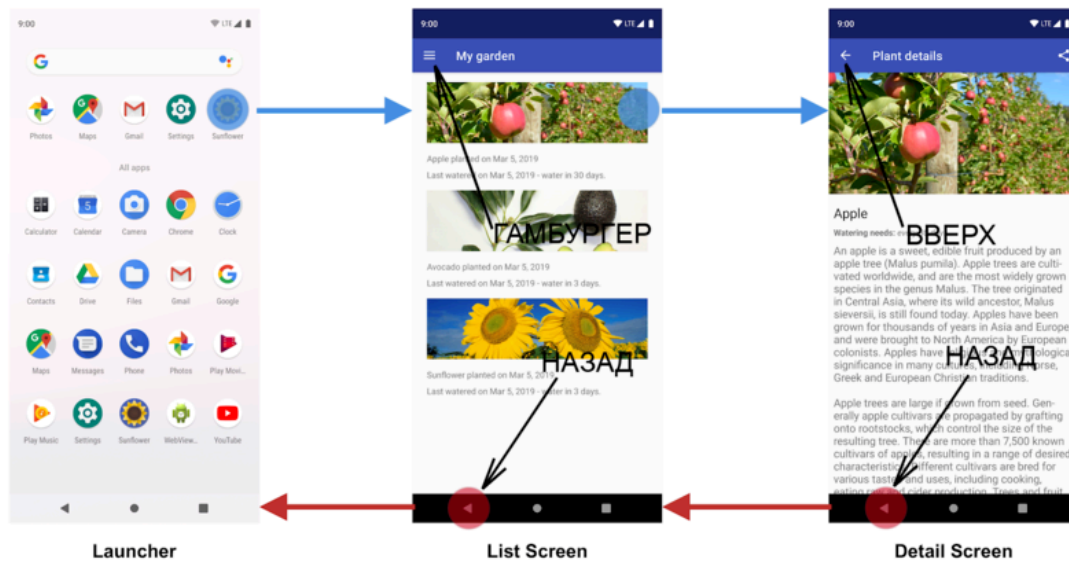 9:00
LTE
Photos
Maps
Gmail
Settings
Sunflower
All apps
Calculator
Calendar
Camera
Chrome
Clock
Contacts
Drive
Files
Gmail
Google
Maps
Messages
Phone
Photos
Play Movi...
Play Music
Settings
Sunflower
WebView...
YouTube
Launcher
9:00
LTE
My garden
Apple planted on Mar 5, 2019
Last watered on Mar 5, 2019 - water in 30 days.
ГАМБУРГЕР
Avocado planted on Mar 5, 2019
Last watered on Mar 5, 2019 - water in 3 days.
НАЗАД
Sunflower planted on Mar 5, 2019
Last watered on Mar 5, 2019 - water in 3 days.
List Screen
9:00
LTE
Plant details
Apple
ВВЕРХ
Watering needs:
An apple is a sweet, edible fruit produced by an
apple tree (Malus pumila). Apple trees are culti-
vated worldwide, and are the most widely grown
species in the genus Malus. The tree originated
in Central Asia, where its wild ancestor, Malus
sieversii, is still found today. Apples have been
grown for thousands of years in Asia and Europe
and were brought to North America by European
colonists. Apples have
НАЗАД
significance in many cultures, including Norse,
Greek and European Christian traditions.
Apple trees are large if grown from seed. Gen-
erally apple cultivars are propagated by grafting
onto rootstocks, which control the size of the
resulting tree. There are more than 7,500 known
cultivars of apples, resulting in a range of desired
characteristics. Different cultivars are bred for
various tastes and uses, including cooking,
eating raw and cider production. Trees and fruit
Detail Screen